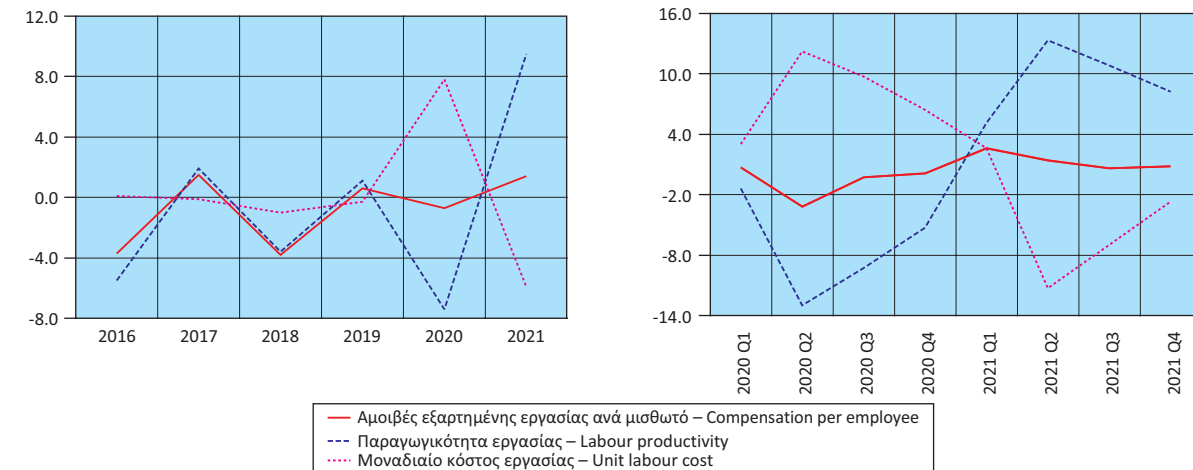 12.0
8.0
4.0
0.0
-4.0
-8.0
2016 2017 2018 2019 2020 2021
16.0
10.0
4.0
-2.0
-8.0
-14.0
2020 Q1 2020 Q2 2020 Q3 2020 Q4 2021 Q1 2021 Q2 2021 Q3 2021 Q4
Αμοιβές εξαρτημένης εργασίας ανά μισθωτό – Compensation per employee
Παραγωγικότητα εργασίας – Labour productivity
Μοναδιαίο κόστος εργασίας – Unit labour cost